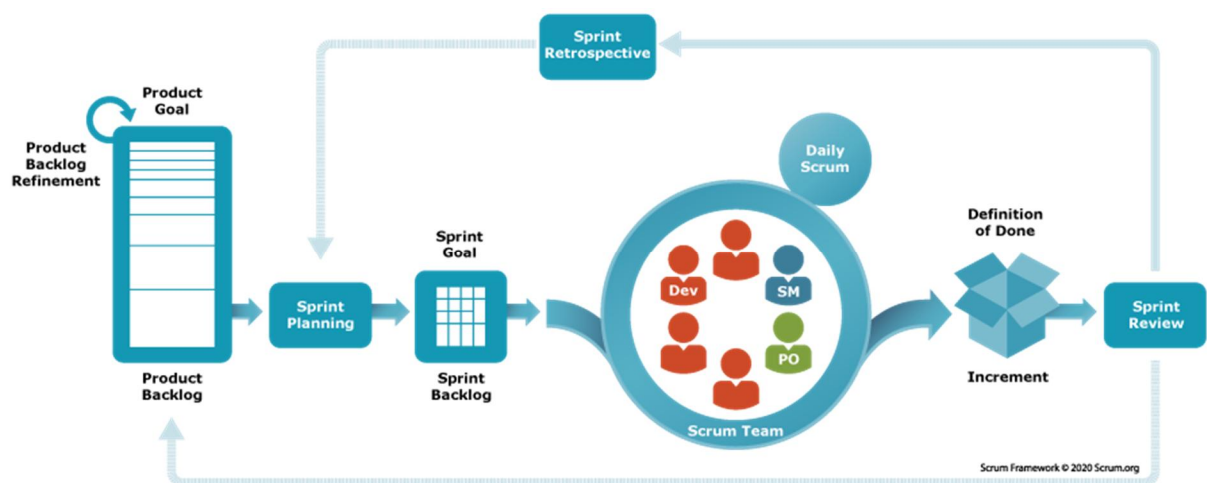 Sprint
Retrospective
Product
Goal
Product
Backlog
Refinement
Daily
Scrum
Definition
of Done
Sprint
Goal
Dev
SM
Sprint
Planning
Sprint
Review
PO
Product
Backlog
Sprint
Backlog
Increment
Scrum Team
Scrum Framework © 2020 Scrum.org